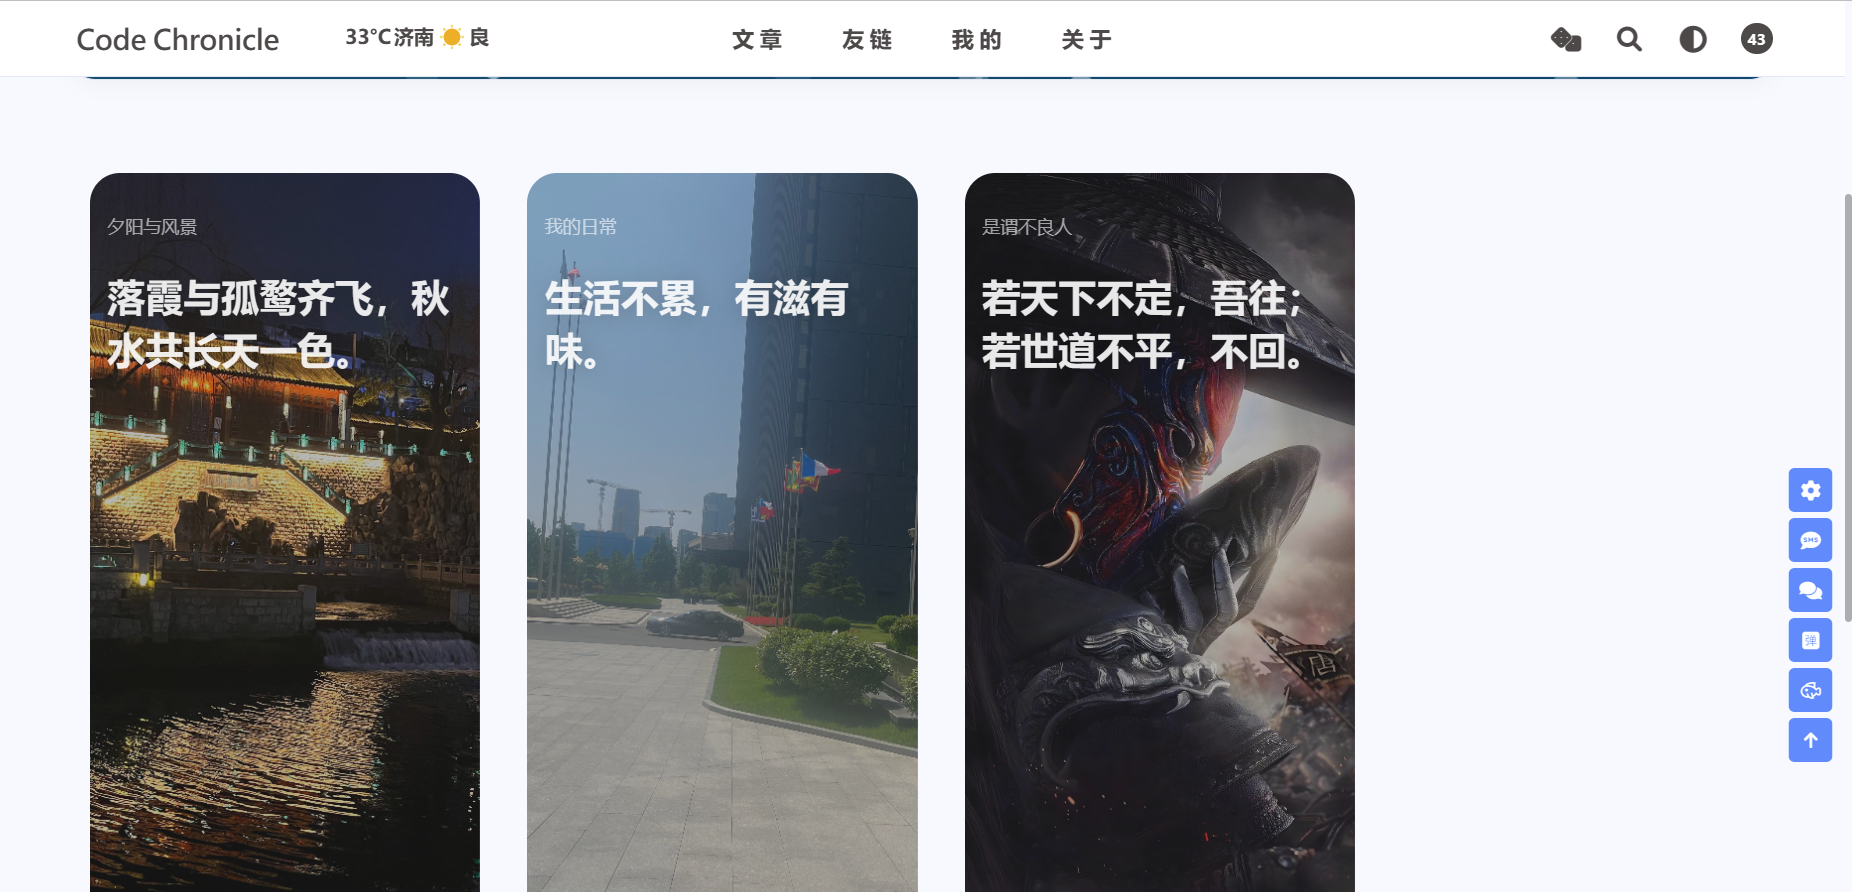 Code Chronicle
33°C 济南 良
文章
友链
我的
关于
43
夕阳与风景
落霞与孤鹜齐飞，秋
水共长天一色。
我的日常
生活不累，有滋有
味。
是谓不良人
若天下不定，吾往；
若世道不平，不回。
唐
SMS
弹